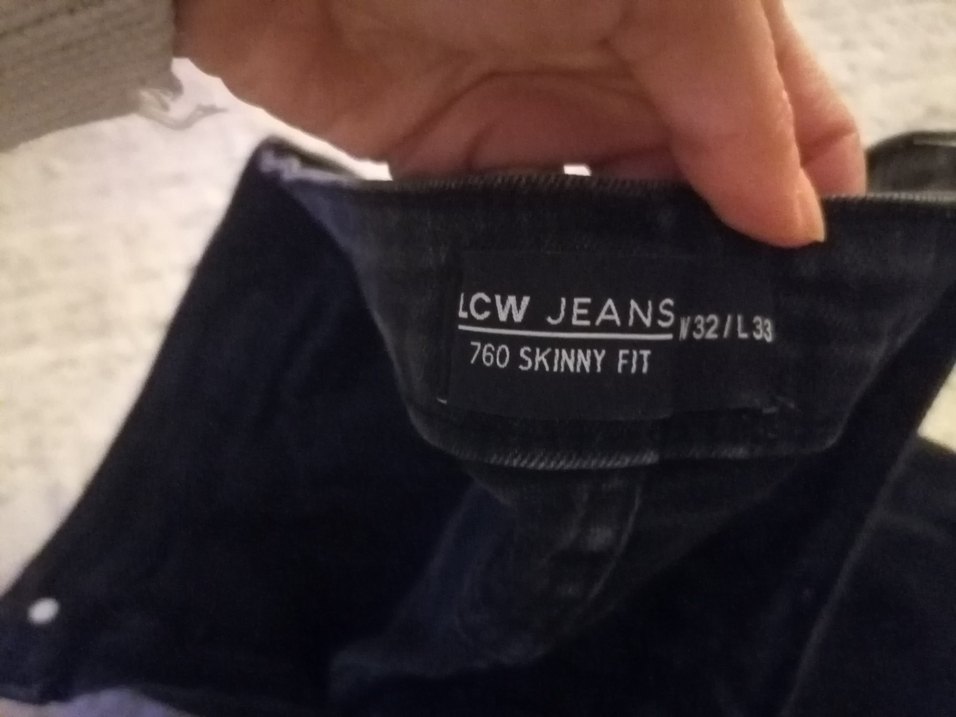 LCW JEANS
W32/L33
760 SKINNY FIT